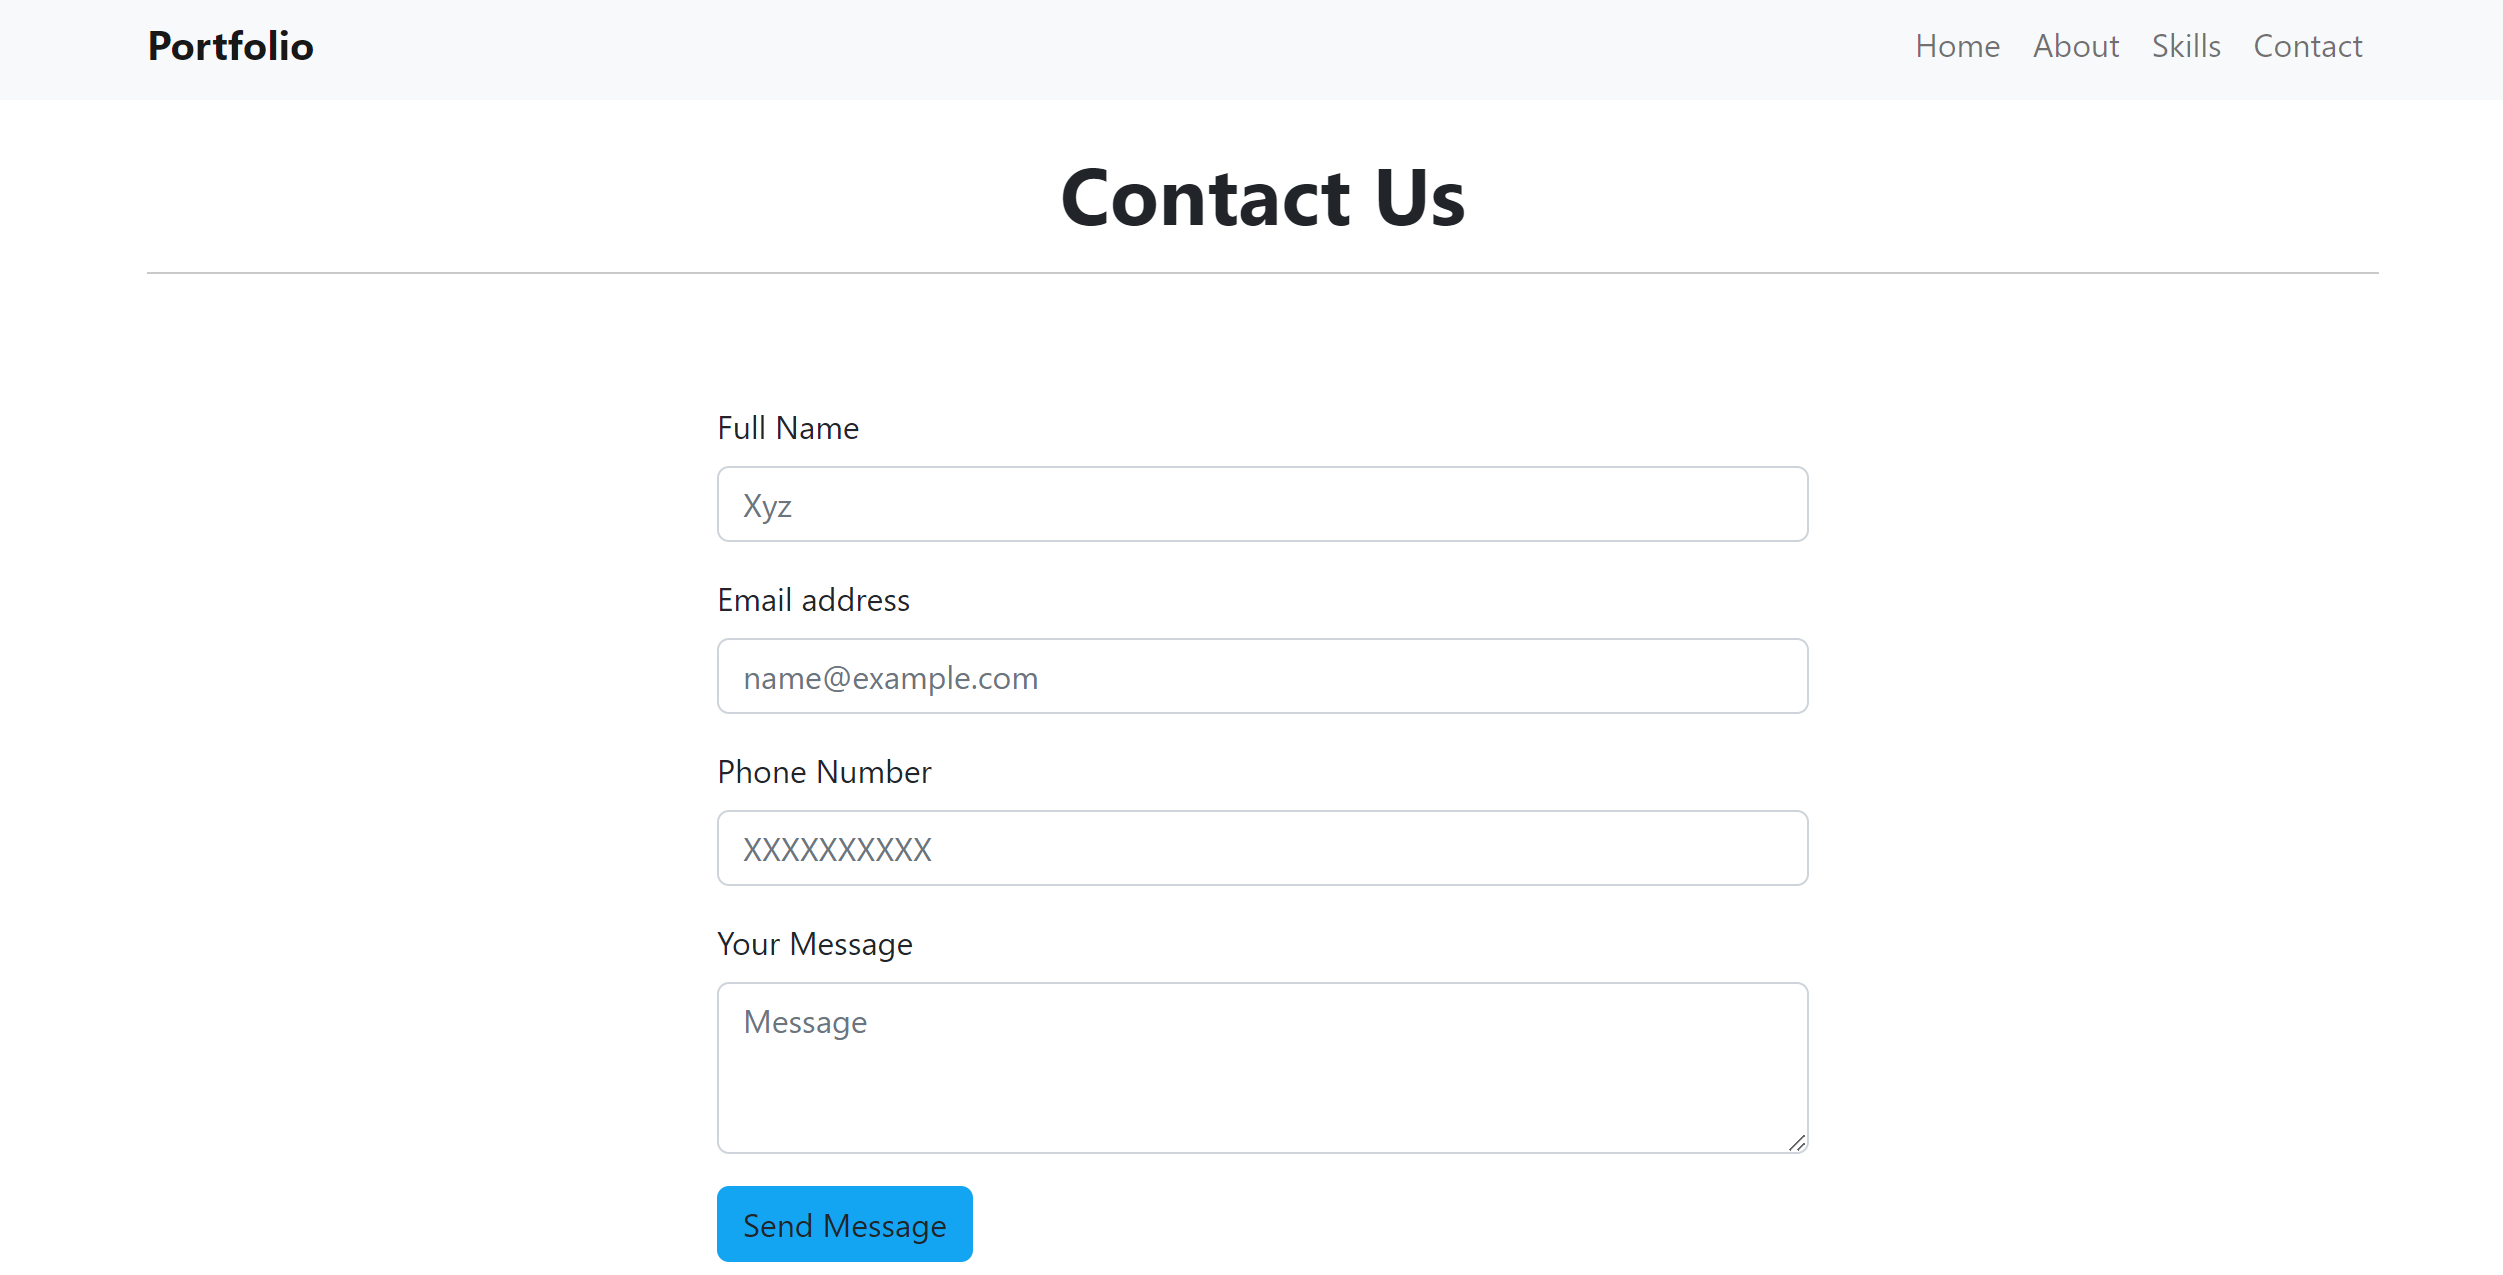 Portfolio Home About Skills Contact
Contact Us
Full Name
Xyz
Email address
name@example.com
Phone Number
XXXXXXXXXX
Your Message
Message
Send Message